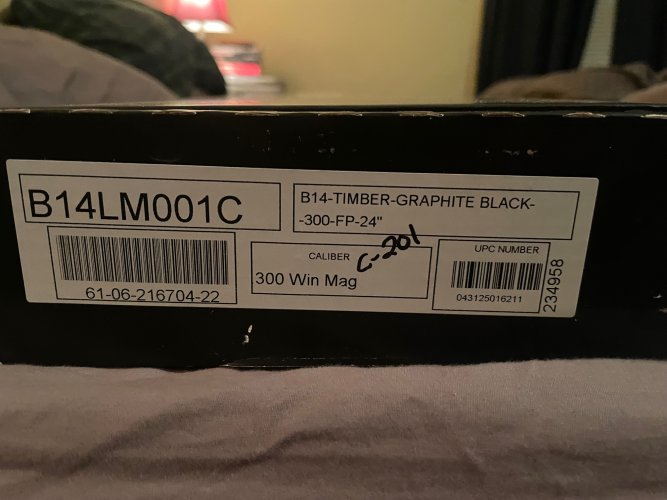 B14LM001C
B14-TIMBER-GRAPHITE BLACK-
-300-FP-24"
61-06-216704-22
CALIBER
300 Win Mag
C-201
UPC NUMBER
043125016211
234958